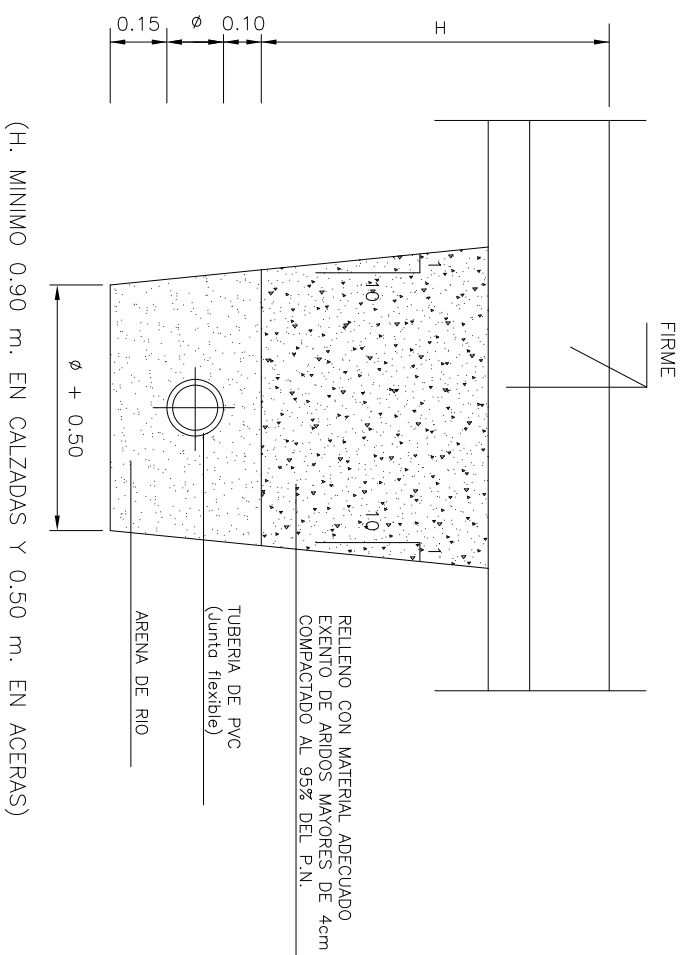 FIRME
H
0.10
ø
0.15
1
10
10
1
RELLENO CON MATERIAL ADECUADO
EXENTO DE ARIDOS MAYORES DE 4cm
COMPACTADO AL 95% DEL P.N.
TUBERIA DE PVC
(Junta flexible)
ARENA DE RIO
ø + 0.50
(H. MINIMO 0.90 m. EN CALZADAS Y 0.50 m. EN ACERAS)